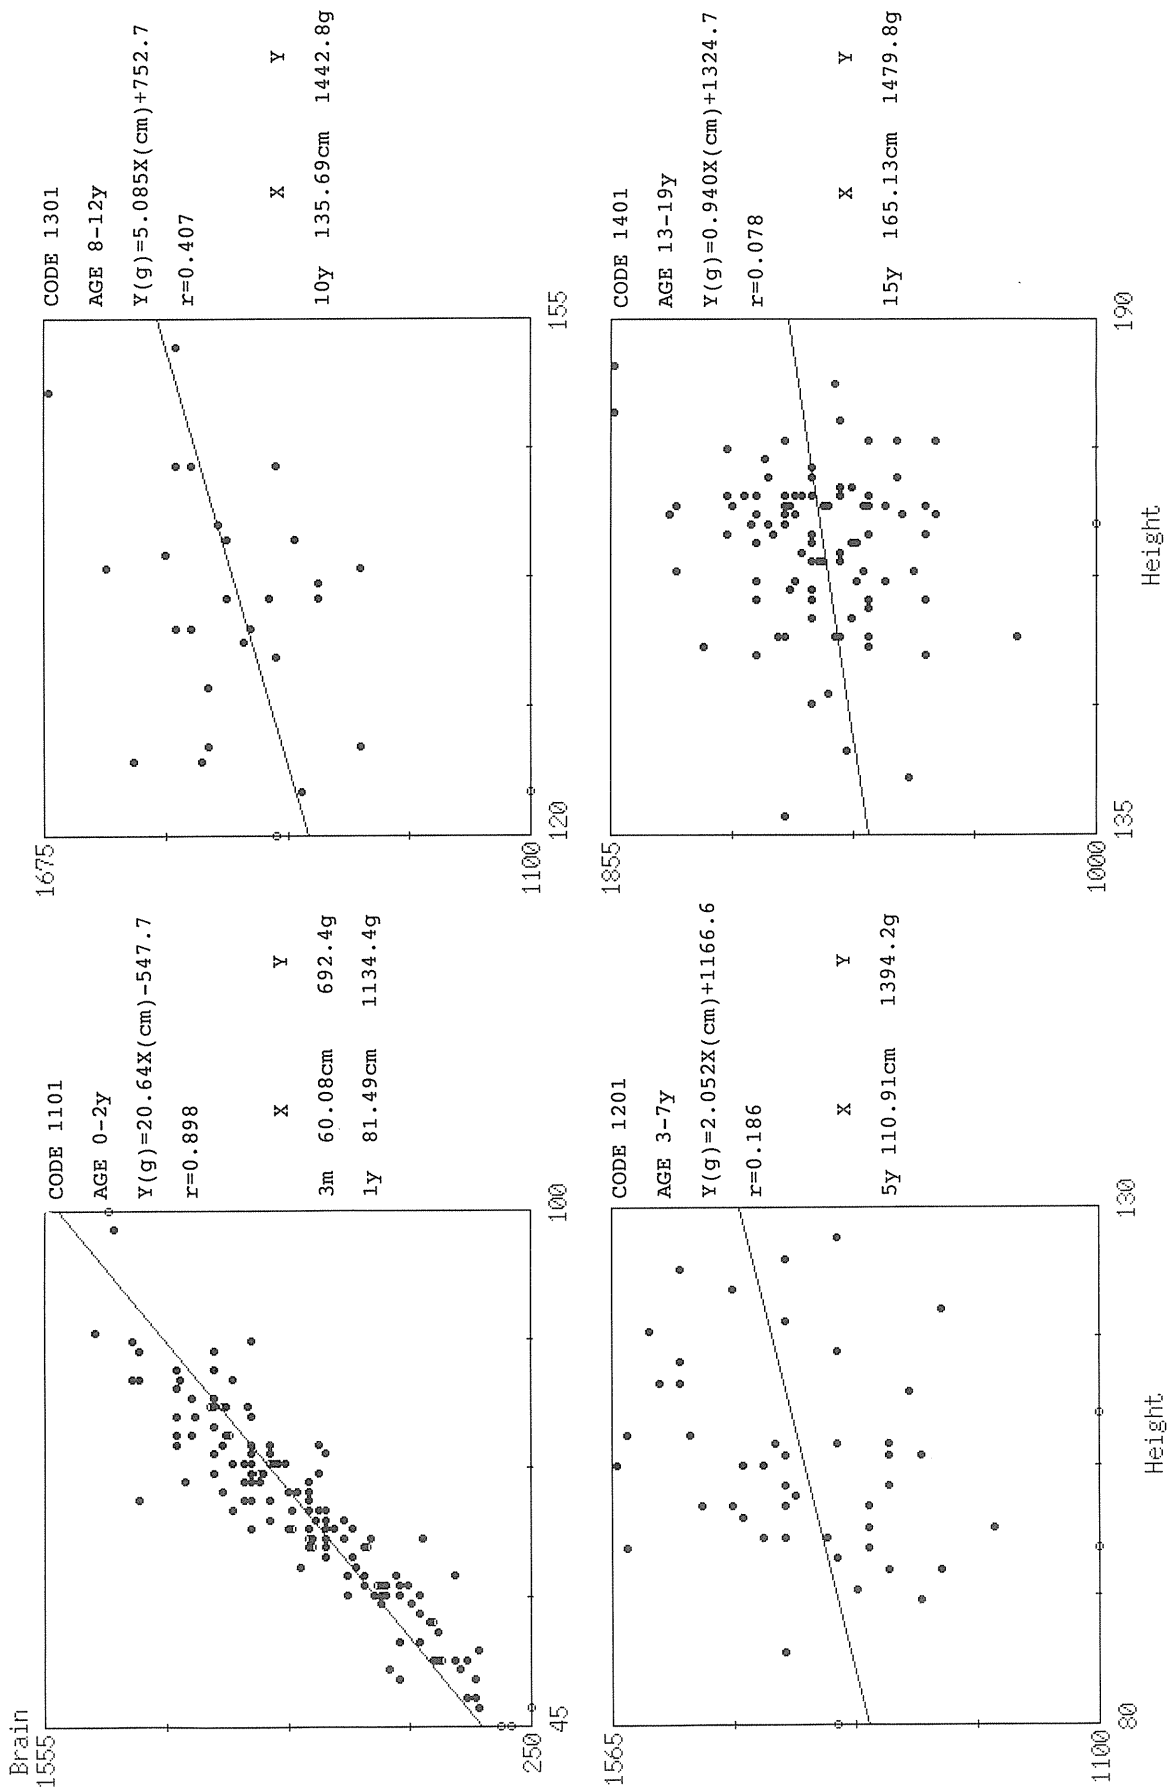 Brain
1555
250
45
100
CODE 1101
AGE 0-2y
Y(g)=20.64X(cm)-547.7
r=0.898
X Y
3m 60.08cm 692.4g
1y 81.49cm 1134.4g
1675
1100
120
155
CODE 1301
AGE 8-12y
Y(g)=5.085X(cm)+752.7
r=0.407
X Y
10y 135.69cm 1442.8g
1565
1100
80
130
Height
CODE 1201
AGE 3-7y
Y(g)=2.052X(cm)+1166.6
r=0.186
X Y
5y 110.91cm 1394.2g
1855
1000
135
190
Height
CODE 1401
AGE 13-19y
Y(g)=0.940X(cm)+1324.7
r=0.078
X Y
15y 165.13cm 1479.8g